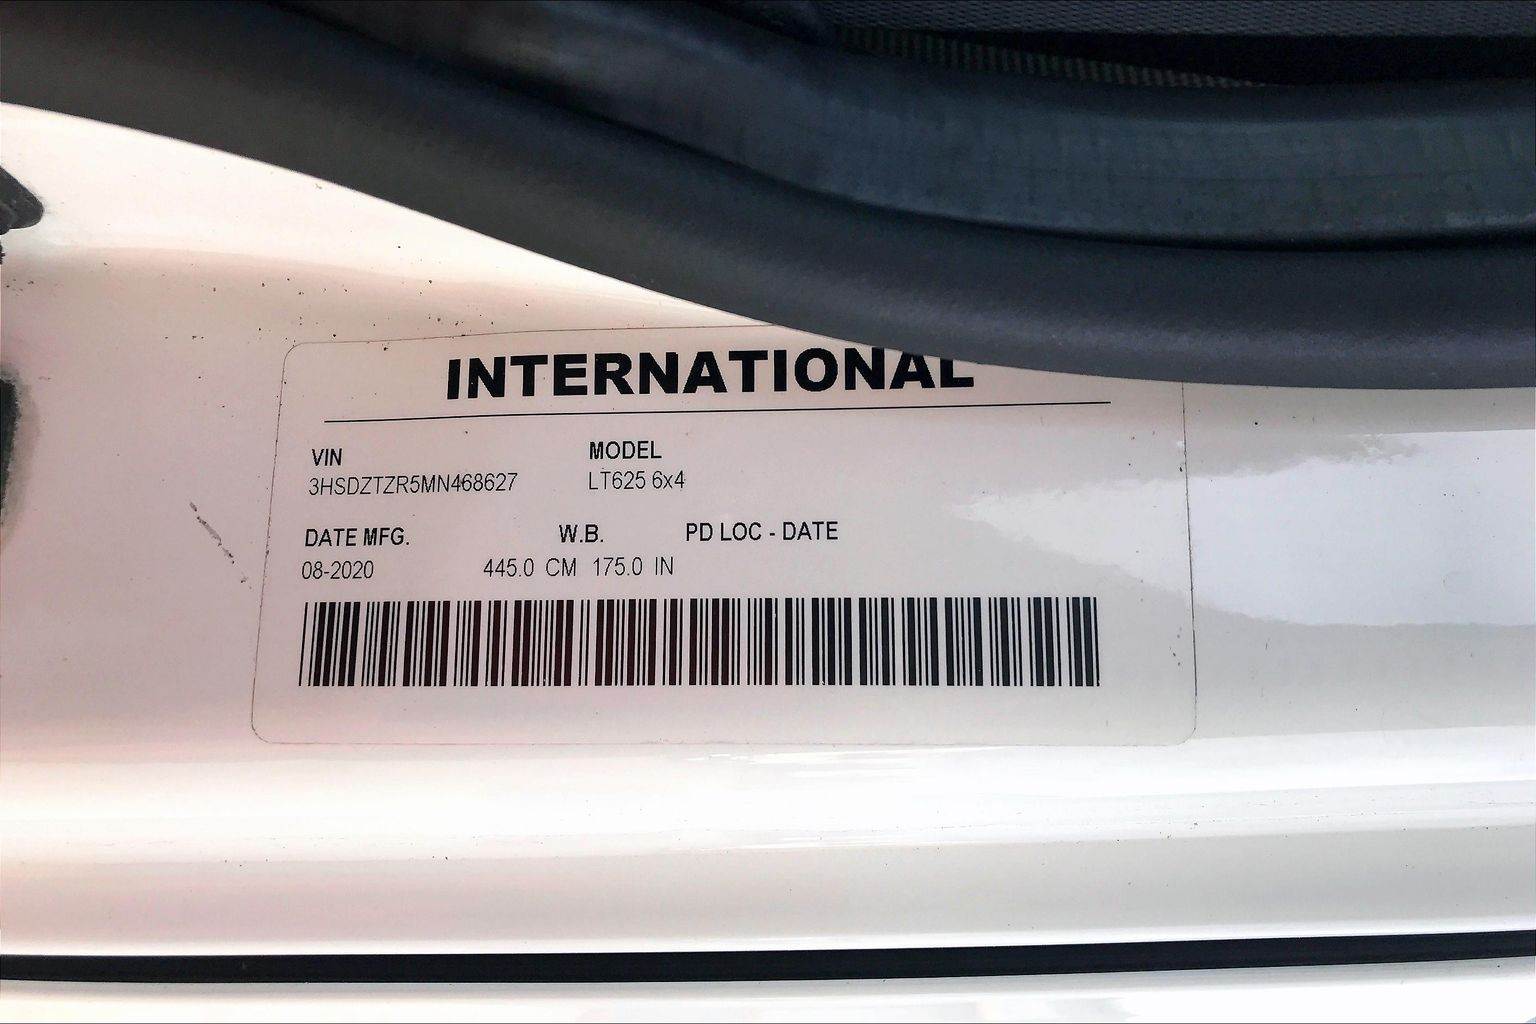 INTERNATIONAL
VIN MODEL
3HSDZTZR5MN468627 LT625 6x4
DATE MFG. W.B. PD LOC - DATE
08-2020 445.0 CM 175.0 IN